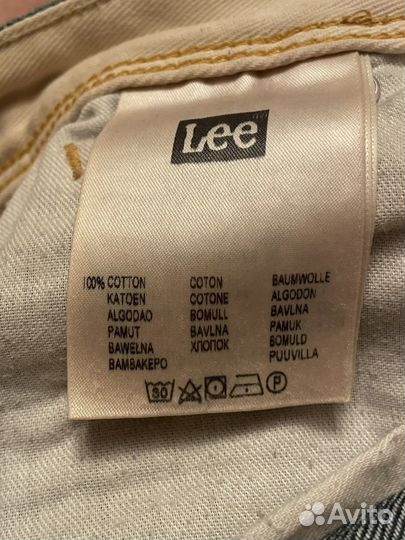 Lee
100% COTTON COTON BAUMWOLLE
KATOEN COTONE ALGODON
ALGODAO BOMULL BAVLNA
PAMUT BAVLNA PAMUK
BAWEŁNA ХЛОПОК BOMULD
ΒΑΜΒΑΚΕΡΟ PUUVILLA
30 P
Avito